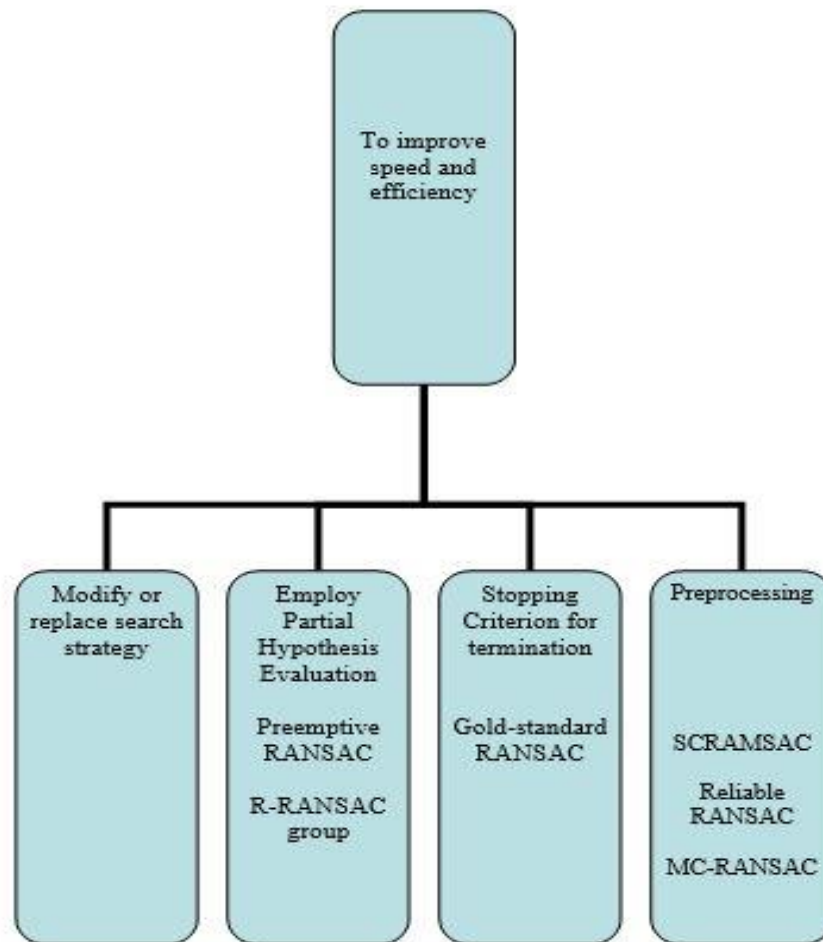 To improve
speed and
efficiency
Modify or
replace search
strategy
Employ
Partial
Hypothesis
Evaluation
Preemptive
RANSAC
R-RANSAC
group
Stopping
Criterion for
termination
Gold-standard
RANSAC
Preprocessing
SCRAMSAC
Reliable
RANSAC
MC-RANSAC